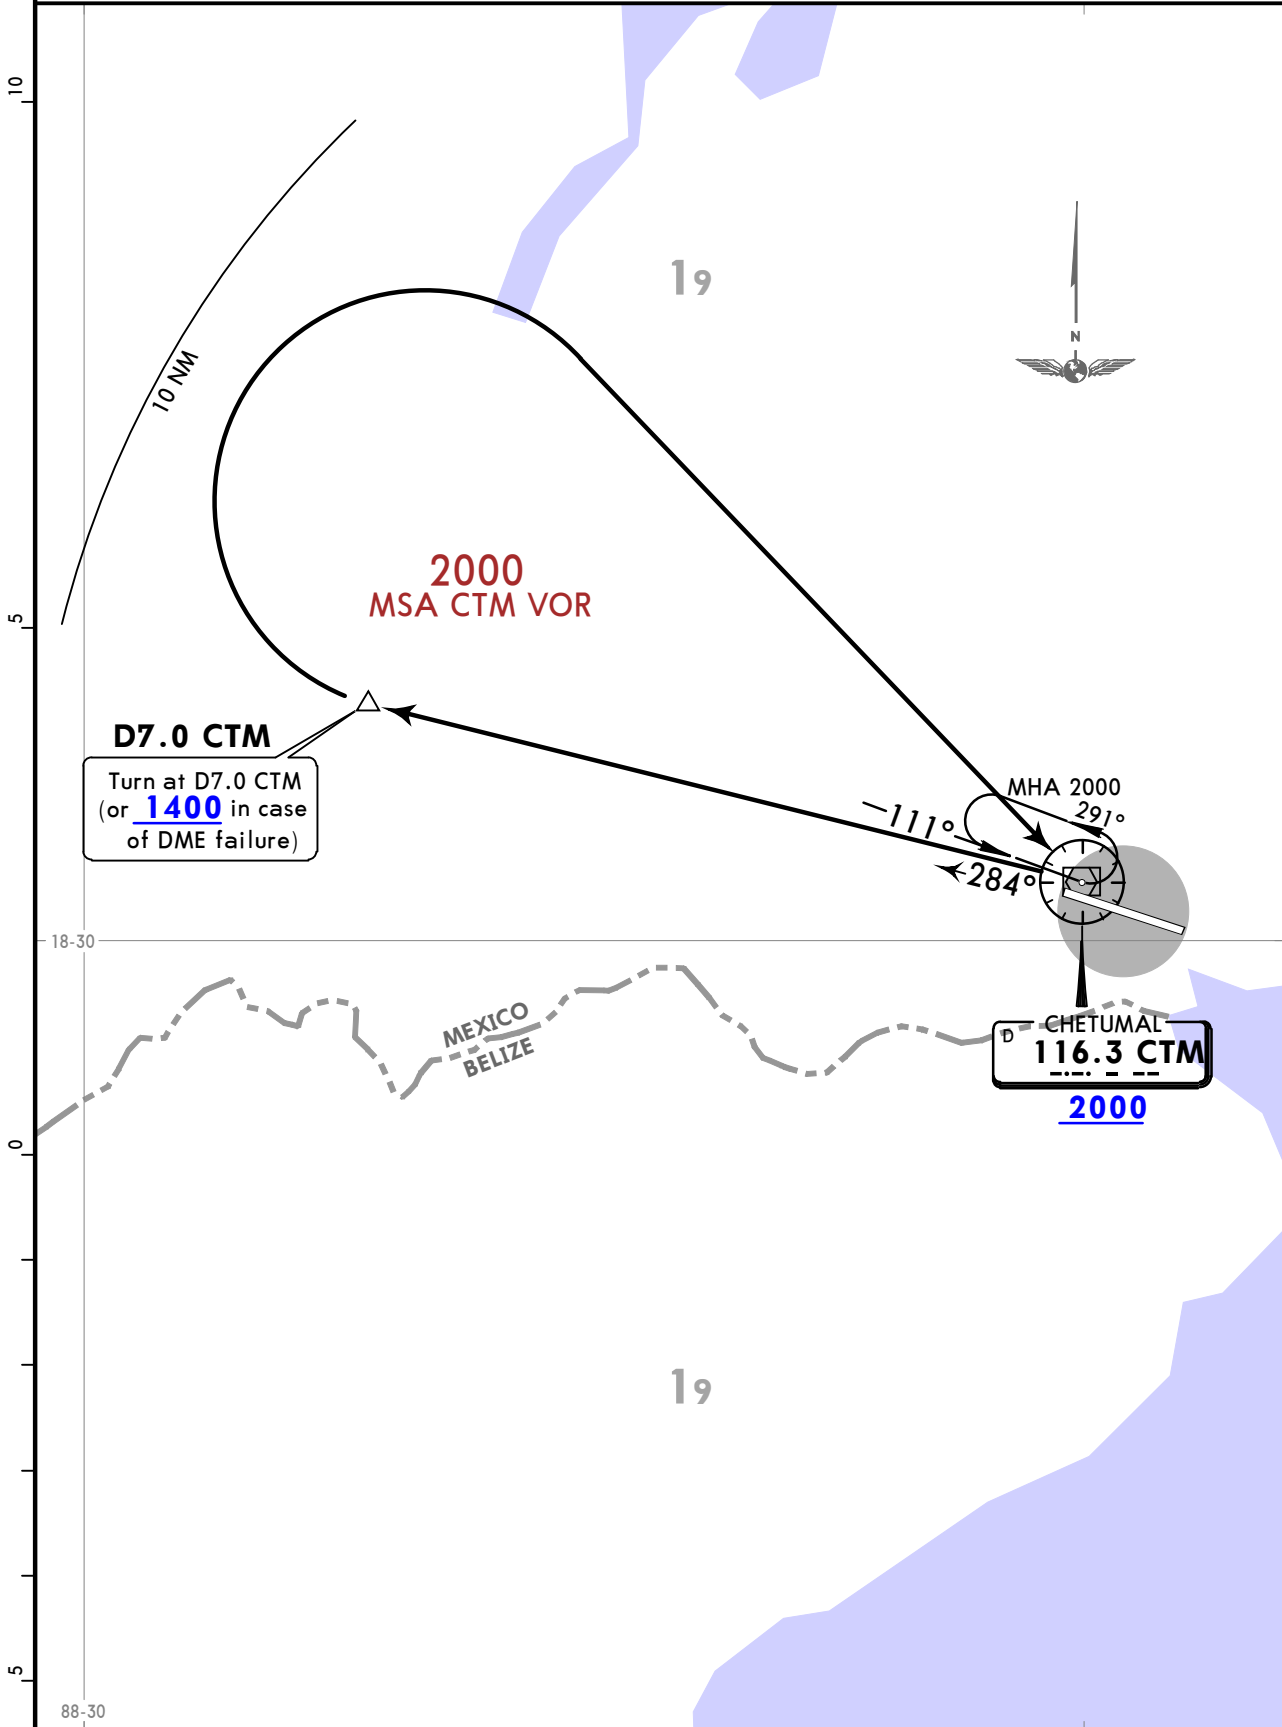 10
19
N
10 NM
2000
MSA CTM VOR
5
D7.0 CTM
Turn at D7.0 CTM
(or 1400 in case
of DME failure)
MHA 2000
291°
111°
284°
18-30
MEXICO
BELIZE
CHETUMAL
D
116.3 CTM
2000
0
19
5
88-30